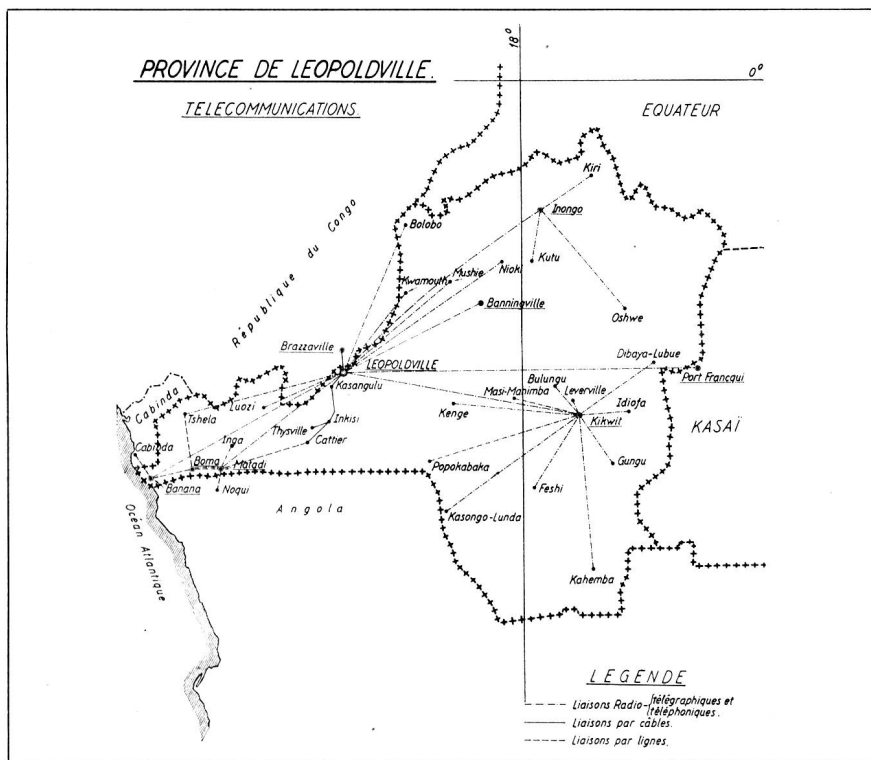 PROVINCE DE LEOPOLDVILLE.
TELECOMMUNICATIONS.
18°
0°
EQUATEUR
Kiri
Inongo
Bolobo
République du Congo
Kutu
Nioki
Mushie
Kwamouth
Banningville
Oshwe
Brazzaville
LEOPOLDVILLE
Dibaya-Lubue
Port Francqui
Kasangulu
Bulungu
Leverville
Masi-Manimba
Cabinda
Luozi
Tshela
Kenge
Idiofa
Kikwit
KASAÏ
Inkisi
Thysville
Cattier
Inga
Cabinda
Boma
Matadi
Popokabaka
Gungu
Banana
Noqui
Feshi
Angola
Kasongo-Lunda
Océan Atlantique
Kahemba
LEGENDE
Liaisons Radio- télégraphiques et
téléphoniques.
Liaisons par câbles.
Liaisons par lignes.